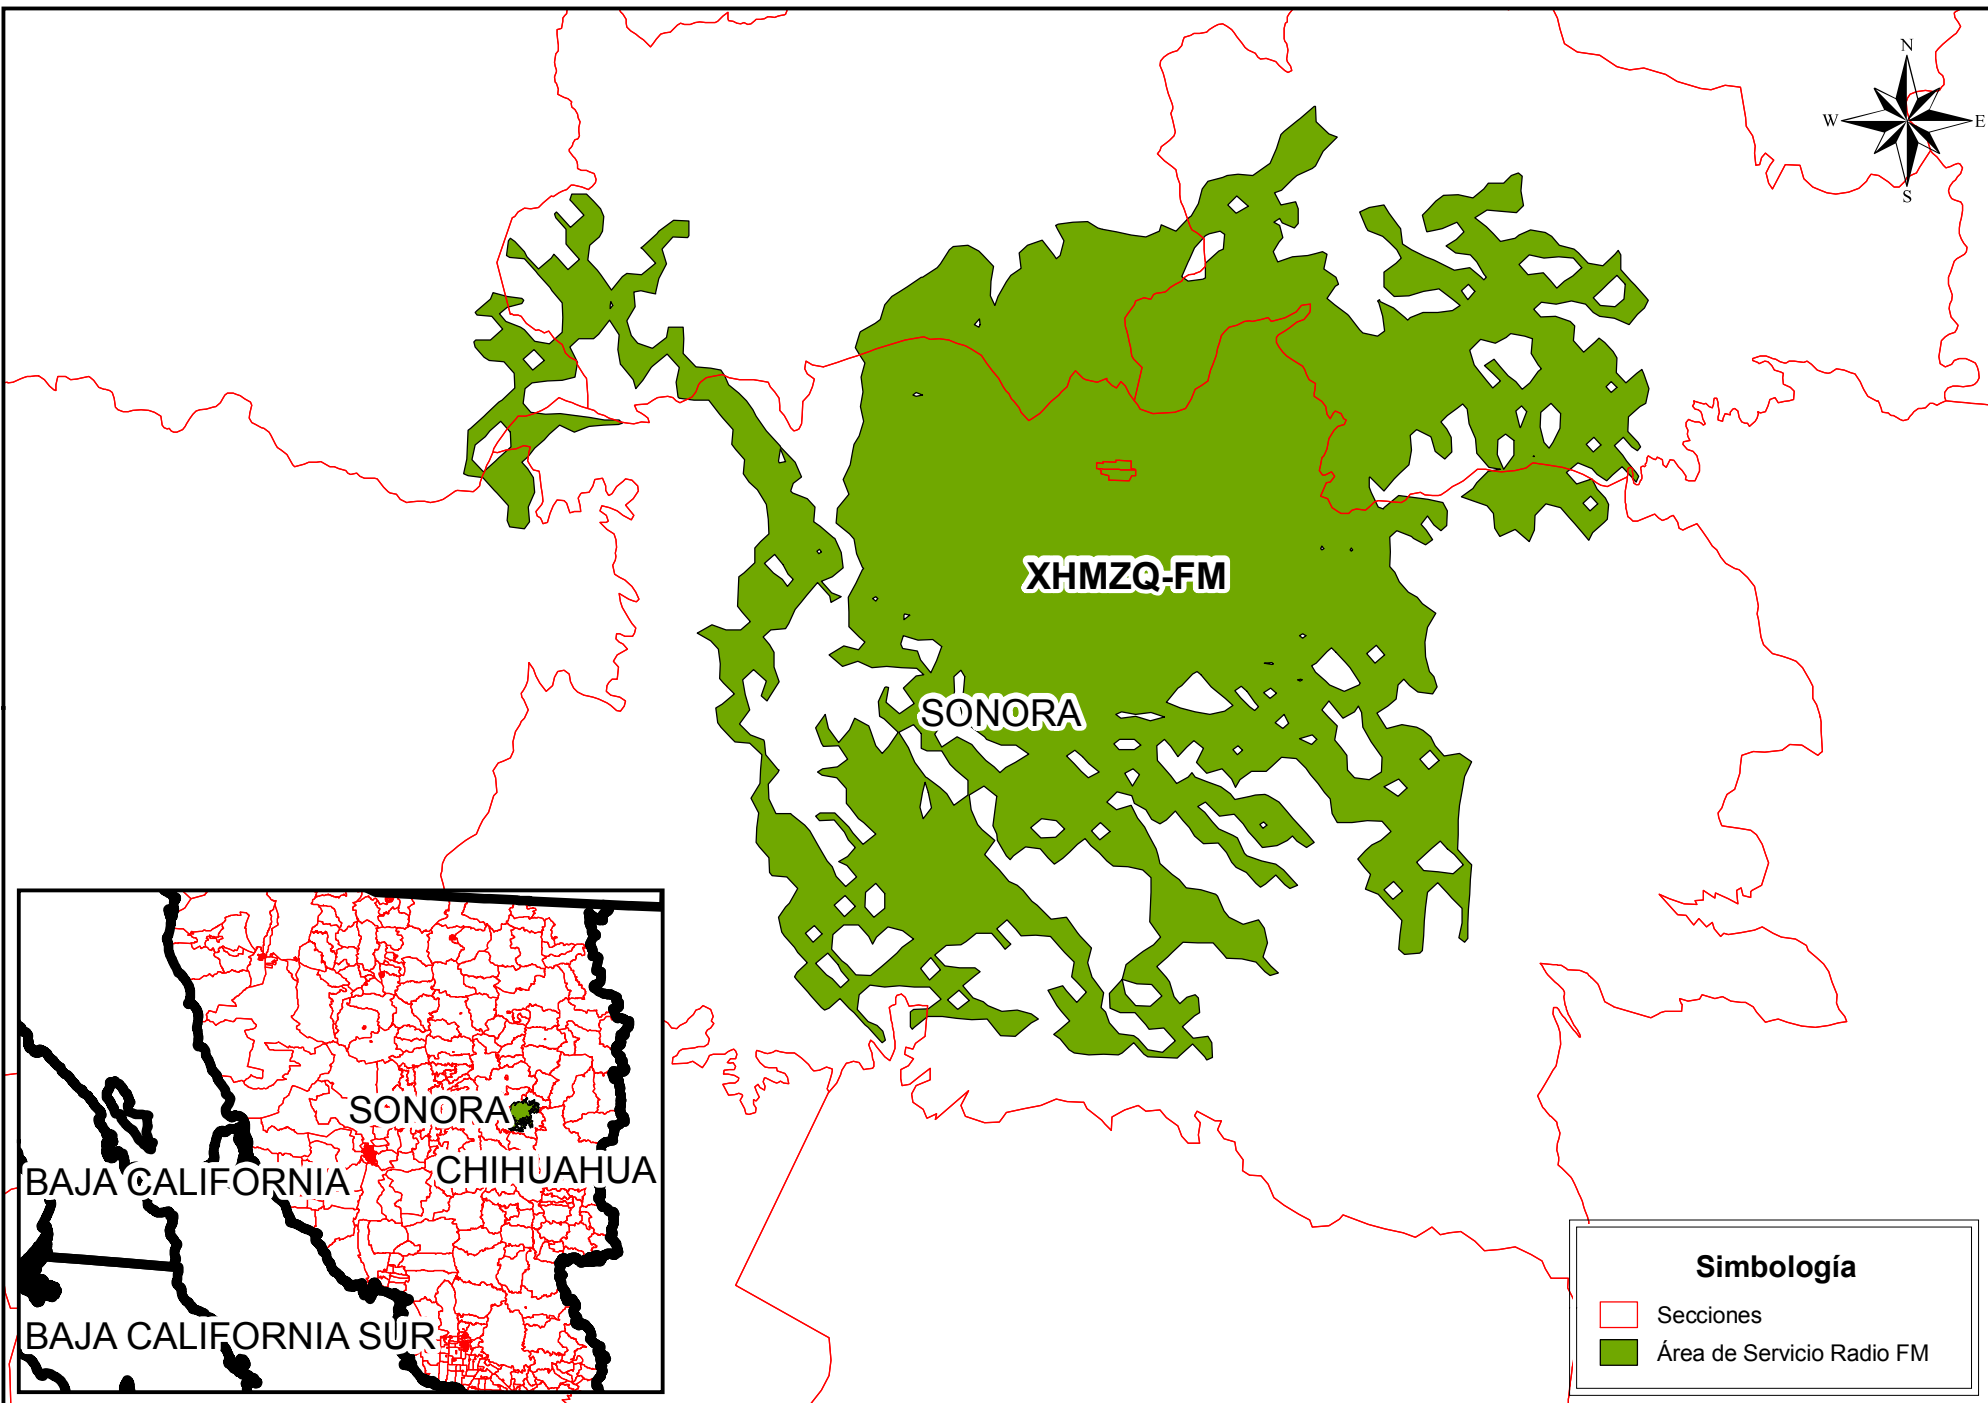 N
W
E
S
XHMZQ-FM
SONORA
SONORA
CHIHUAHUA
BAJA CALIFORNIA
BAJA CALIFORNIA SUR
Simbología
Secciones
Área de Servicio Radio FM